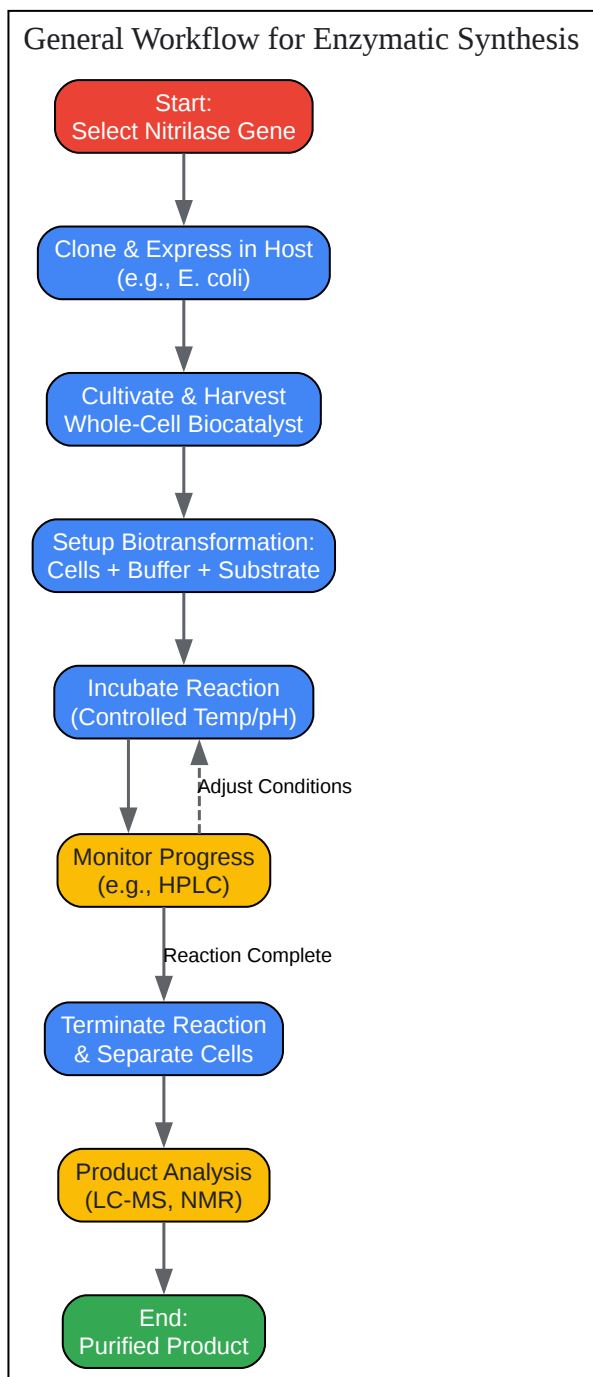 General Workflow for Enzymatic Synthesis
Start:
Select Nitrilase Gene
Clone & Express in Host
(e.g., E. coli)
Cultivate & Harvest
Whole-Cell Biocatalyst
Setup Biotransformation:
Cells + Buffer + Substrate
Incubate Reaction
(Controlled Temp/pH)
Adjust Conditions
Monitor Progress
(e.g., HPLC)
Reaction Complete
Terminate Reaction
& Separate Cells
Product Analysis
(LC-MS, NMR)
End:
Purified Product